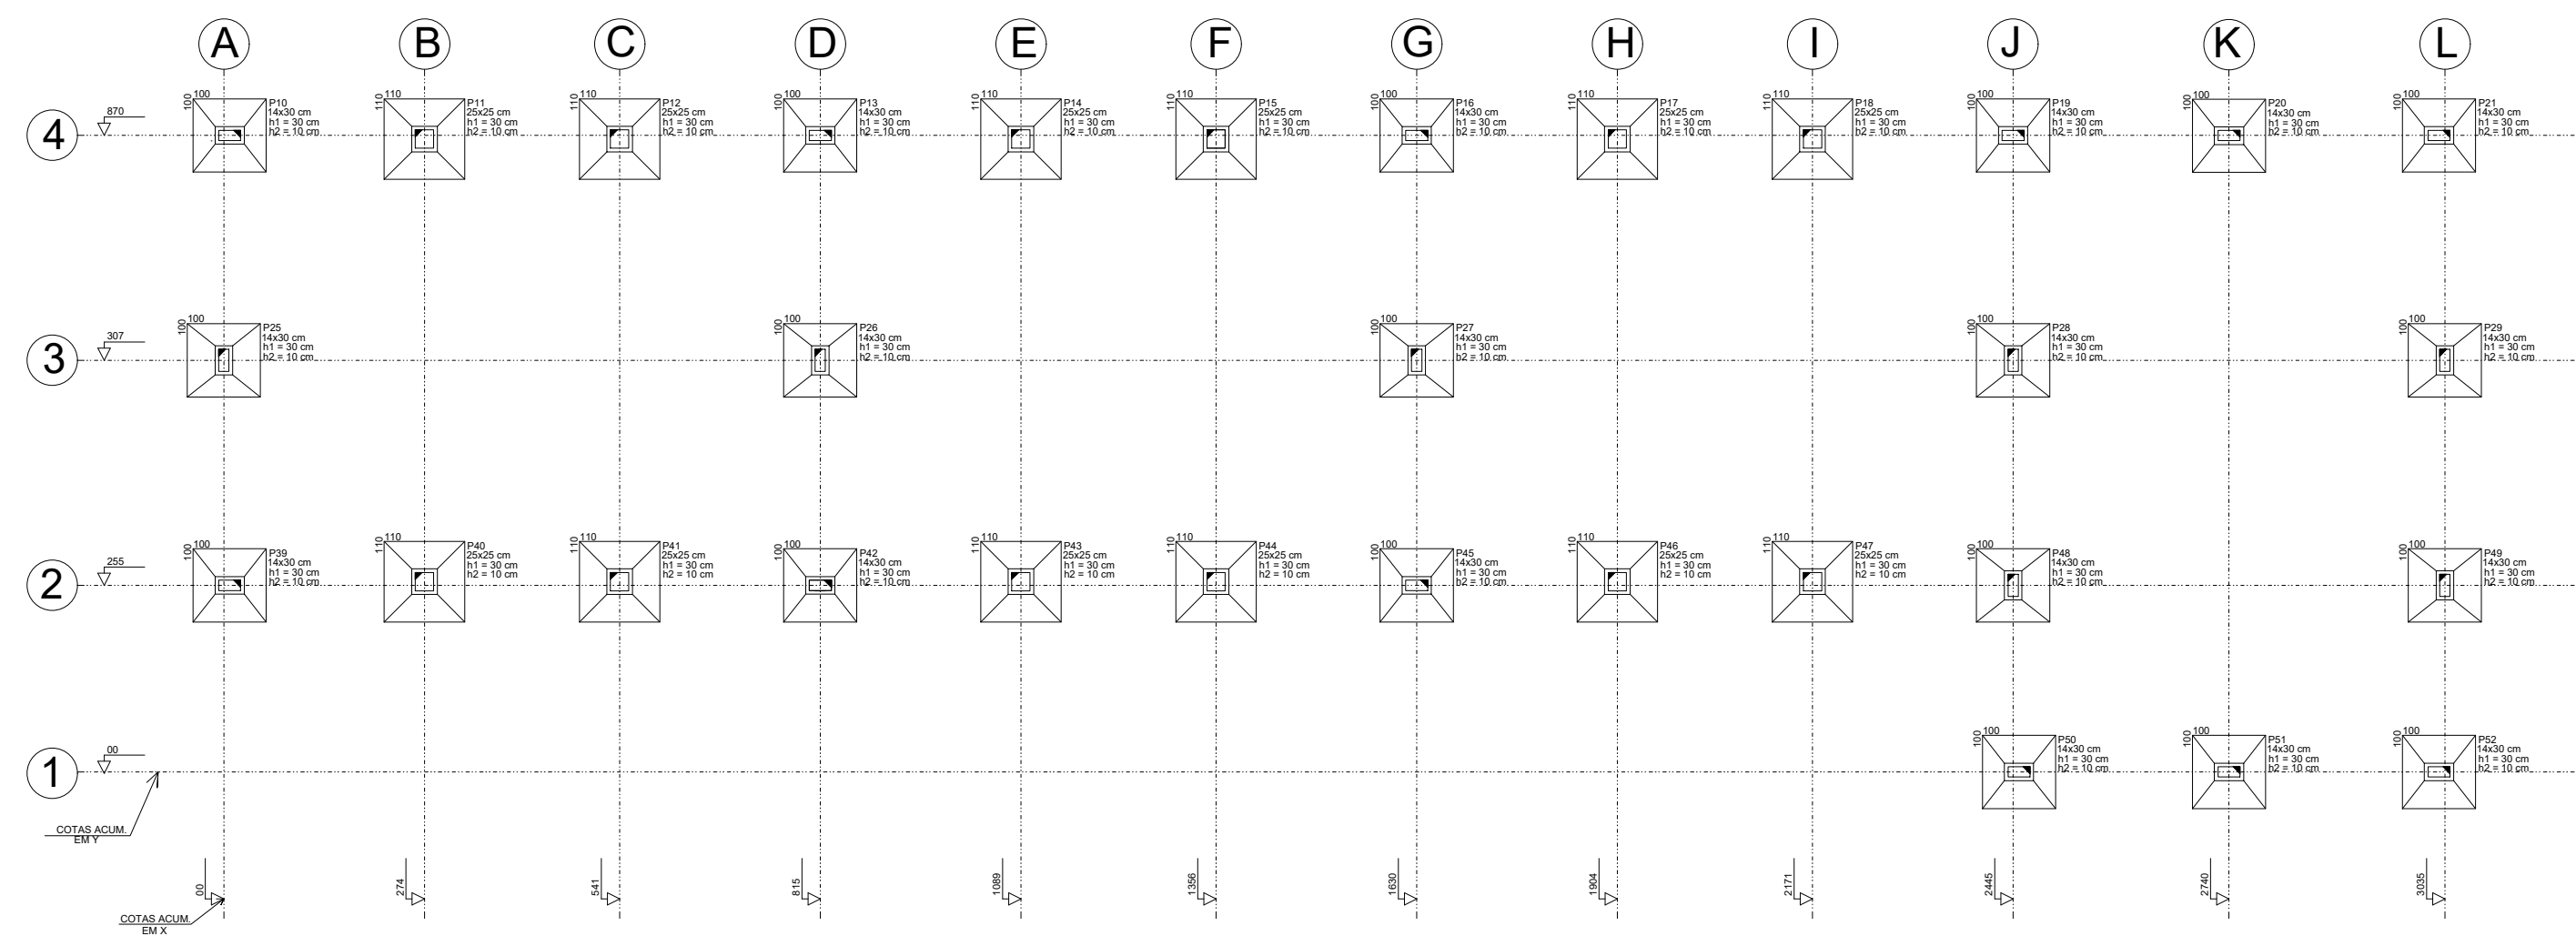 A B C D E F G H I J K L
4
870
100 100 P10
14x30 cm
h1 = 30 cm
h2 = 10 cm
110 110 P11
25x25 cm
h1 = 30 cm
h2 = 10 cm
110 110 P12
25x25 cm
h1 = 30 cm
h2 = 10 cm
100 100 P13
14x30 cm
h1 = 30 cm
h2 = 10 cm
110 110 P14
25x25 cm
h1 = 30 cm
h2 = 10 cm
110 110 P15
25x25 cm
h1 = 30 cm
h2 = 10 cm
100 100 P16
14x30 cm
h1 = 30 cm
h2 = 10 cm
110 110 P17
25x25 cm
h1 = 30 cm
h2 = 10 cm
110 110 P18
25x25 cm
h1 = 30 cm
h2 = 10 cm
100 100 P19
14x30 cm
h1 = 30 cm
h2 = 10 cm
100 100 P20
14x30 cm
h1 = 30 cm
h2 = 10 cm
100 100 P21
14x30 cm
h1 = 30 cm
h2 = 10 cm
3
307
100 100 P25
14x30 cm
h1 = 30 cm
h2 = 10 cm
100 100 P26
14x30 cm
h1 = 30 cm
h2 = 10 cm
100 100 P27
14x30 cm
h1 = 30 cm
h2 = 10 cm
100 100 P28
14x30 cm
h1 = 30 cm
h2 = 10 cm
100 100 P29
14x30 cm
h1 = 30 cm
h2 = 10 cm
2
255
100 100 P39
14x30 cm
h1 = 30 cm
h2 = 10 cm
110 110 P40
25x25 cm
h1 = 30 cm
h2 = 10 cm
110 110 P41
25x25 cm
h1 = 30 cm
h2 = 10 cm
100 100 P42
14x30 cm
h1 = 30 cm
h2 = 10 cm
110 110 P43
25x25 cm
h1 = 30 cm
h2 = 10 cm
110 110 P44
25x25 cm
h1 = 30 cm
h2 = 10 cm
100 100 P45
14x30 cm
h1 = 30 cm
h2 = 10 cm
110 110 P46
25x25 cm
h1 = 30 cm
h2 = 10 cm
110 110 P47
25x25 cm
h1 = 30 cm
h2 = 10 cm
100 100 P48
14x30 cm
h1 = 30 cm
h2 = 10 cm
100 100 P49
14x30 cm
h1 = 30 cm
h2 = 10 cm
1
00
100 100 P50
14x30 cm
h1 = 30 cm
h2 = 10 cm
100 100 P51
14x30 cm
h1 = 30 cm
h2 = 10 cm
100 100 P52
14x30 cm
h1 = 30 cm
h2 = 10 cm
COTAS ACUM.
EM Y
00 274 541 815 1089 1356 1630 1904 2171 2445 2740 3035
COTAS ACUM.
EM X